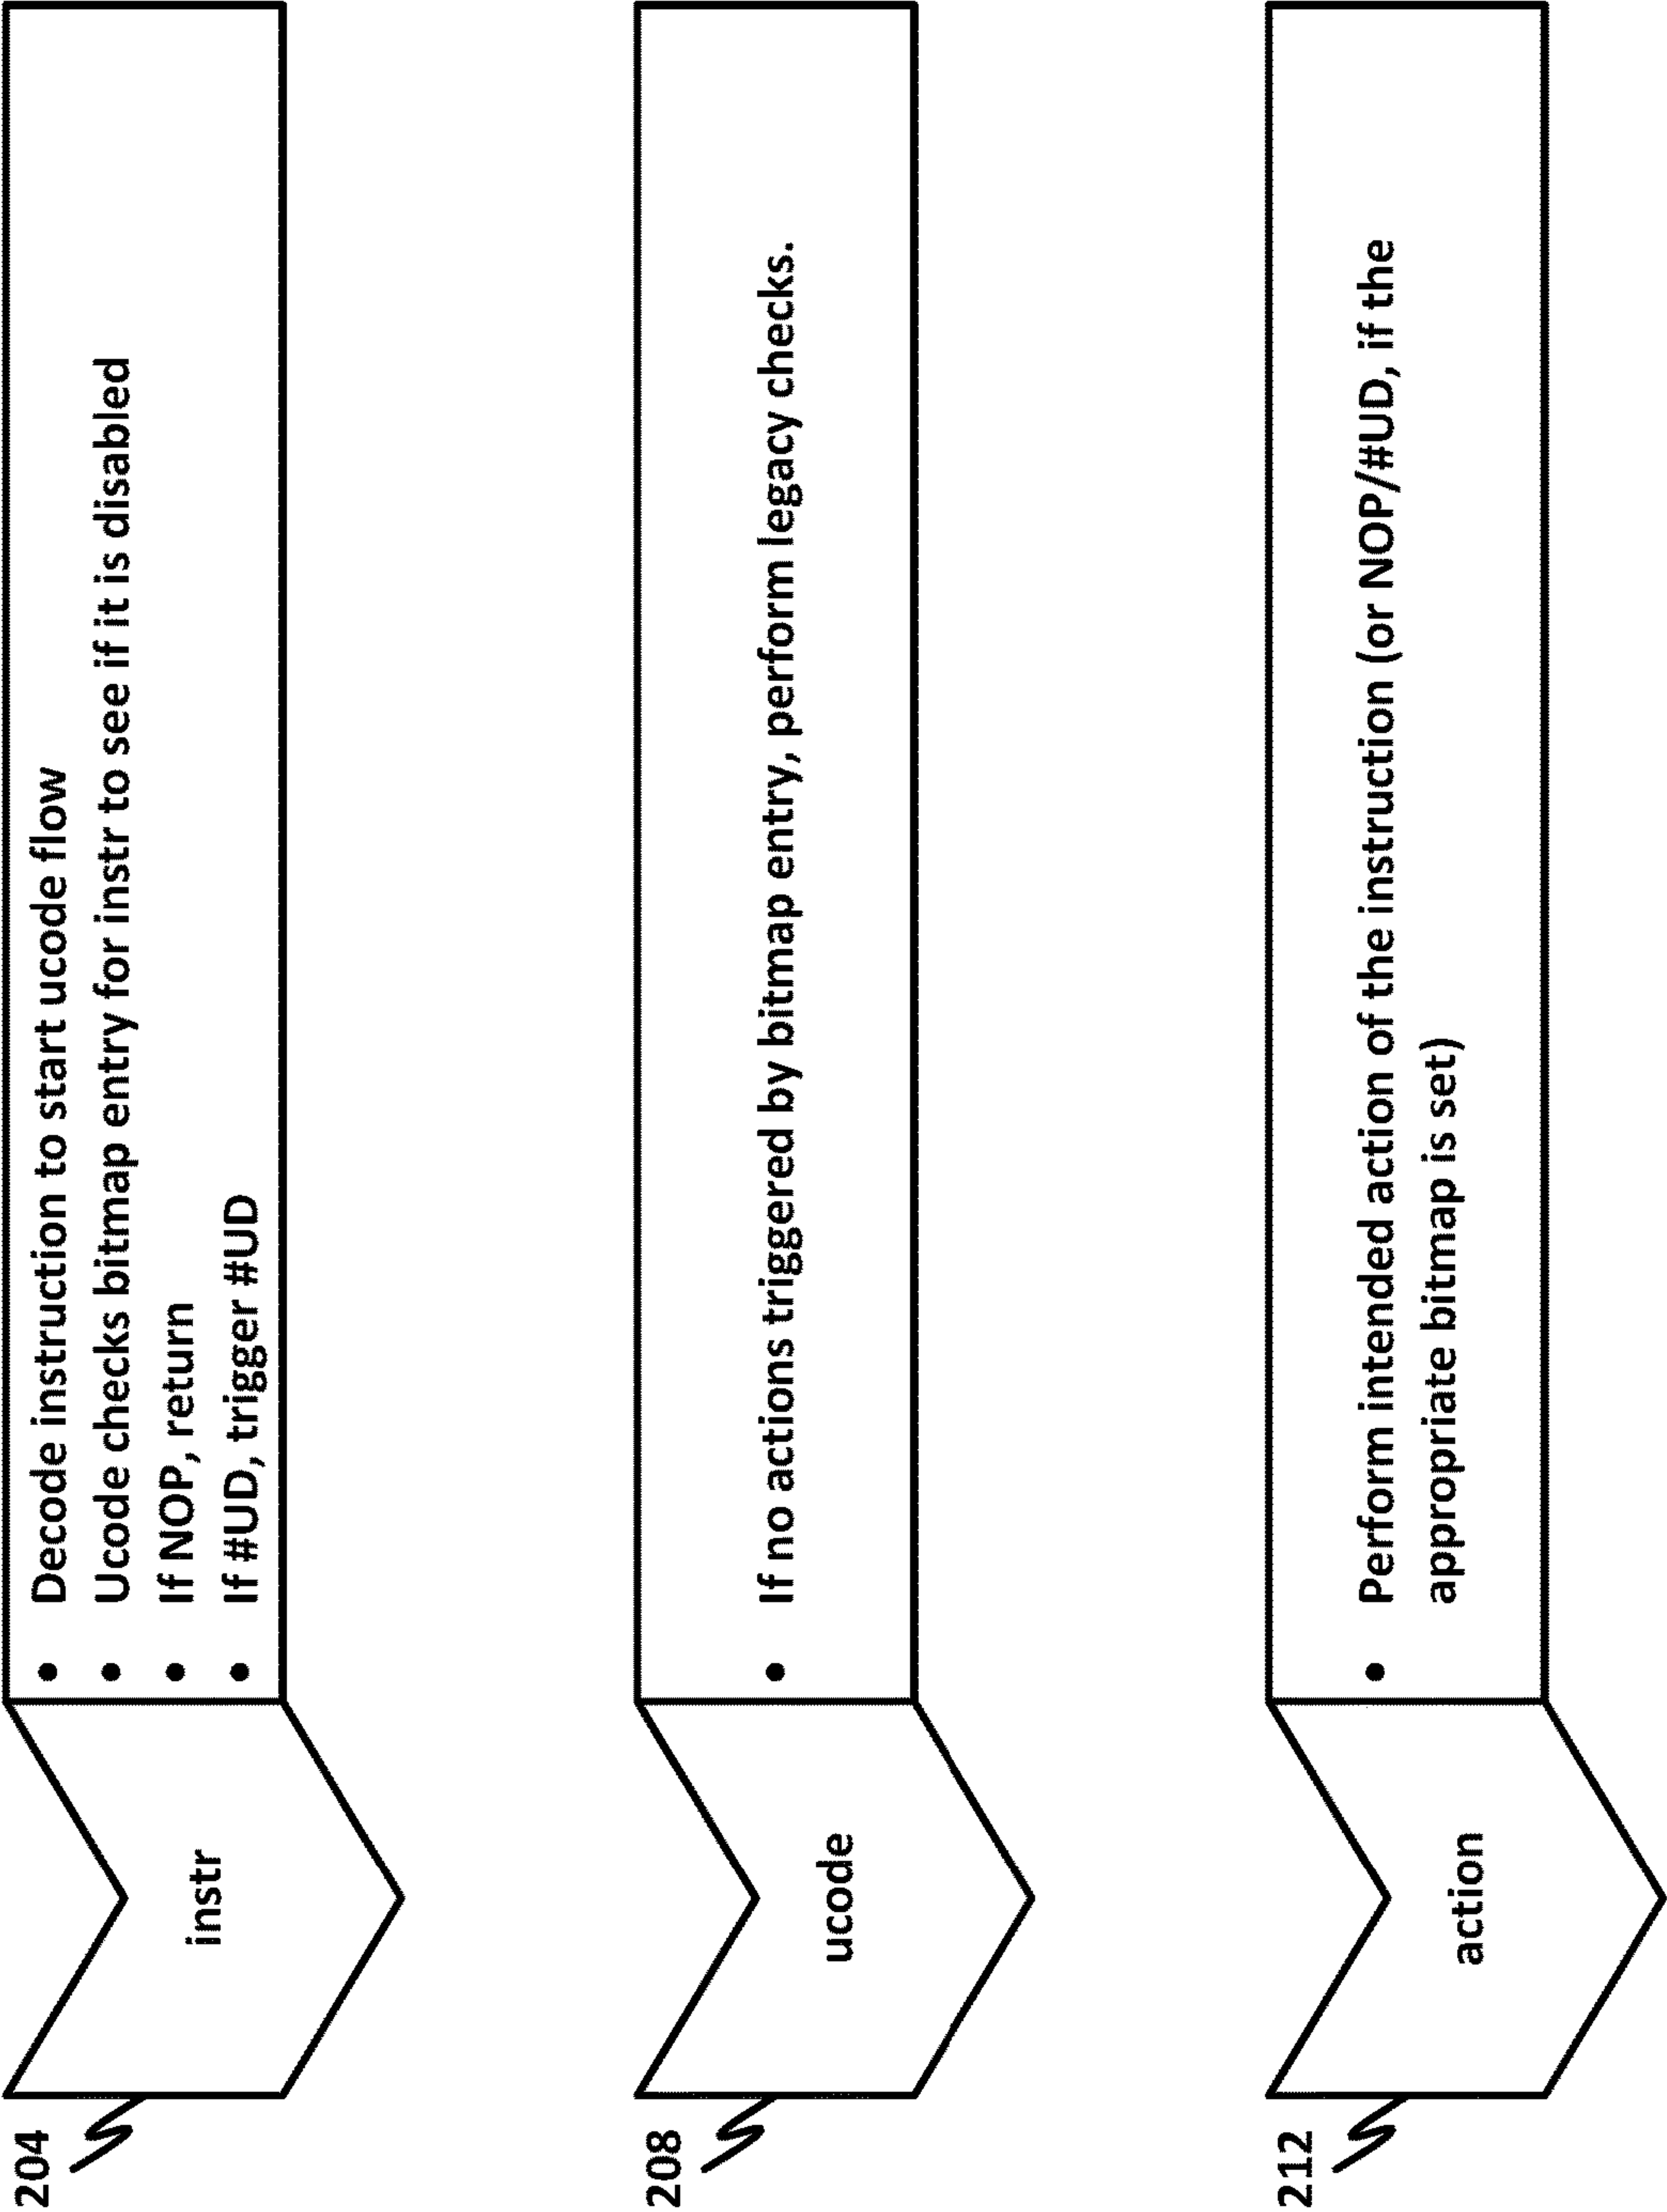 204
instr
• Decode instruction to start ucode flow
• Ucode checks bitmap entry for instr to see if it is disabled
• If NOP, return
• If #UD, trigger #UD
208
ucode
• If no actions triggered by bitmap entry, perform legacy checks.
212
action
• Perform intended action of the instruction (or NOP/#UD, if the
appropriate bitmap is set)